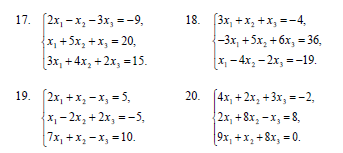 17. 2x₁ - x₂ - 3x₃ = -9,
x₁ + 5x₂ + x₃ = 20,
3x₁ + 4x₂ + 2x₃ = 15.
18. 3x₁ + x₂ + x₃ = -4,
-3x₁ + 5x₂ + 6x₃ = 36,
x₁ - 4x₂ - 2x₃ = -19.
19. 2x₁ + x₂ - x₃ = 5,
x₁ - 2x₂ + 2x₃ = -5,
7x₁ + x₂ - x₃ = 10.
20. 4x₁ + 2x₂ + 3x₃ = -2,
2x₁ + 8x₂ - x₃ = 8,
9x₁ + x₂ + 8x₃ = 0.